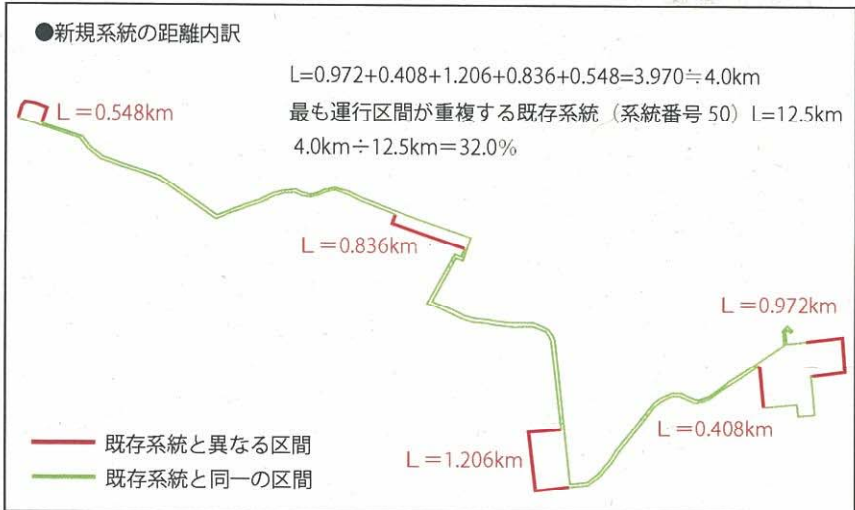 ●新規系統の距離内訳
L=0.972+0.408+1.206+0.836+0.548=3.970≒4.0km
最も運行区間が重複する既存系統（系統番号50）L=12.5km
4.0km÷12.5km=32.0%
L＝0.548km
L＝0.836km
L＝0.972km
L＝0.408km
L＝1.206km
既存系統と異なる区間
既存系統と同一の区間